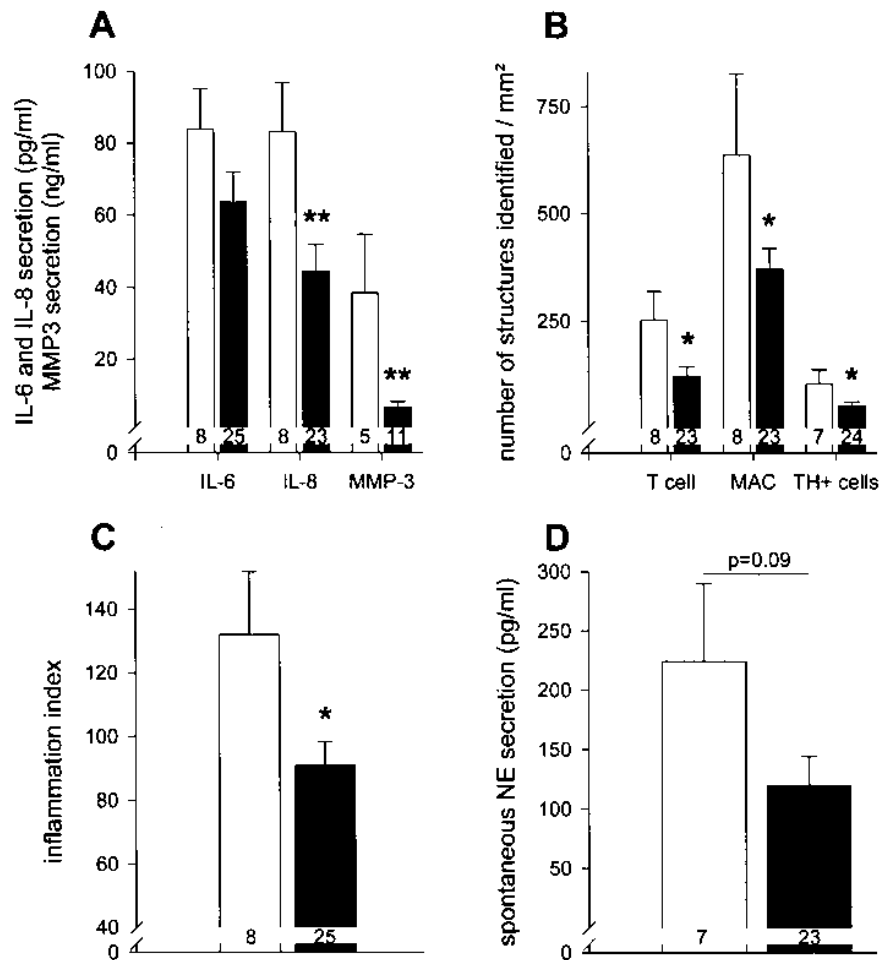 A
IL-6 and IL-8 secretion (pg/ml)
MMP3 secretion (ng/ml)
100
80
60
40
20
0
**
**
8 25 8 23 5 11
IL-6 IL-8 MMP-3
B
number of structures identified / mm²
750
500
250
0
*
*
*
8 23 8 23 7 24
T cell MAC TH+ cells
C
inflammation index
140
120
100
80
60
40
0
*
8 25
D
spontaneous NE secretion (pg/ml)
p=0.09
300
250
200
150
100
50
0
7 23